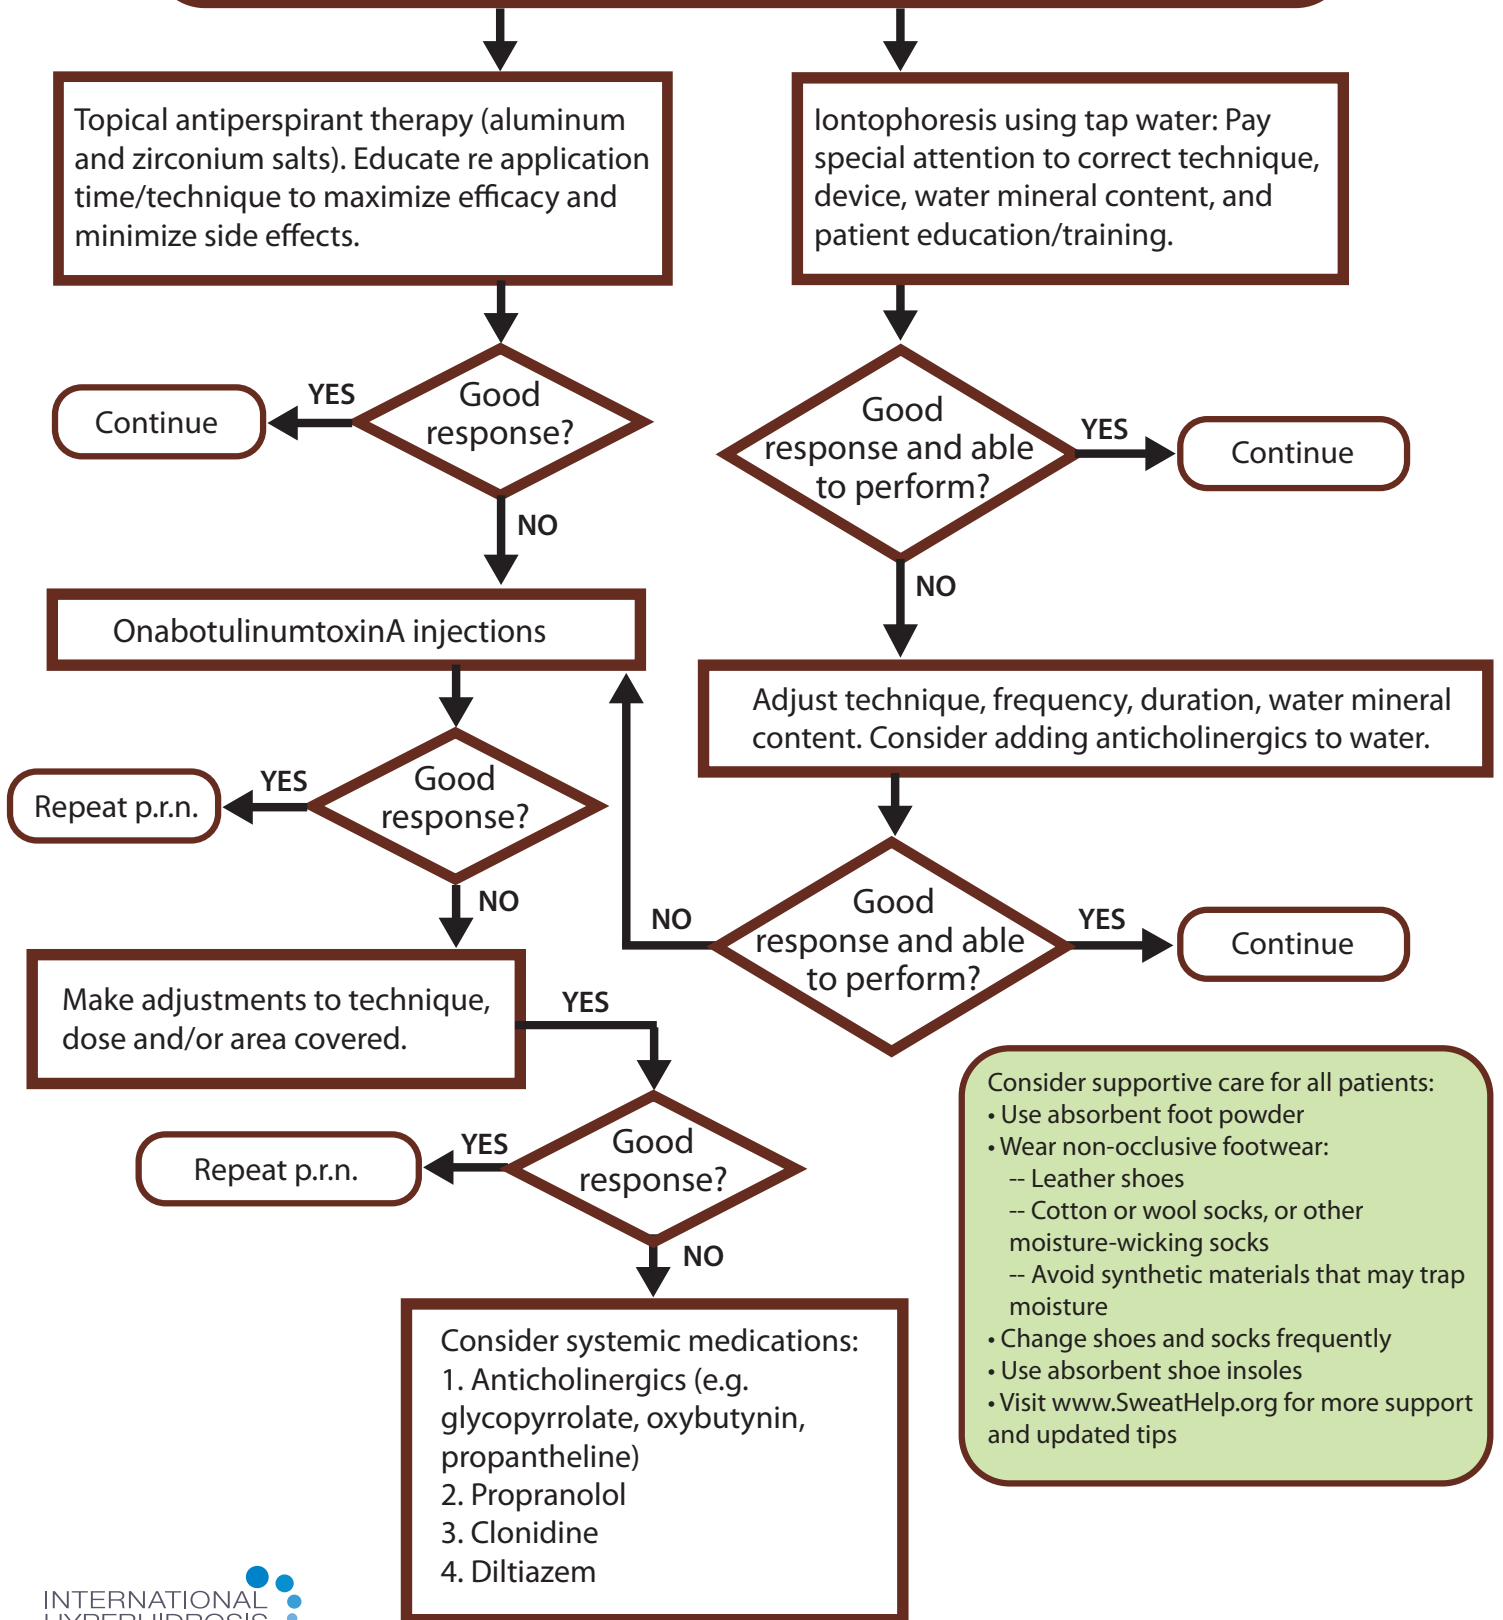 Topical antiperspirant therapy (aluminum
and zirconium salts). Educate re application
time/technique to maximize efficacy and
minimize side effects.
Iontophoresis using tap water: Pay
special attention to correct technique,
device, water mineral content, and
patient education/training.
Good
response?
YES
Continue
NO
Good
response and able
to perform?
YES
Continue
NO
OnabotulinumtoxinA injections
Adjust technique, frequency, duration, water mineral
content. Consider adding anticholinergics to water.
Good
response?
YES
Repeat p.r.n.
NO
Good
response and able
to perform?
NO
YES
Continue
Make adjustments to technique,
dose and/or area covered.
YES
Good
response?
YES
Repeat p.r.n.
NO
Consider supportive care for all patients:
• Use absorbent foot powder
• Wear non-occlusive footwear:
-- Leather shoes
-- Cotton or wool socks, or other
moisture-wicking socks
-- Avoid synthetic materials that may trap
moisture
• Change shoes and socks frequently
• Use absorbent shoe insoles
• Visit www.SweatHelp.org for more support
and updated tips
Consider systemic medications:
1. Anticholinergics (e.g.
glycopyrrolate, oxybutynin,
propantheline)
2. Propranolol
3. Clonidine
4. Diltiazem
INTERNATIONAL
HYPERHIDROSIS